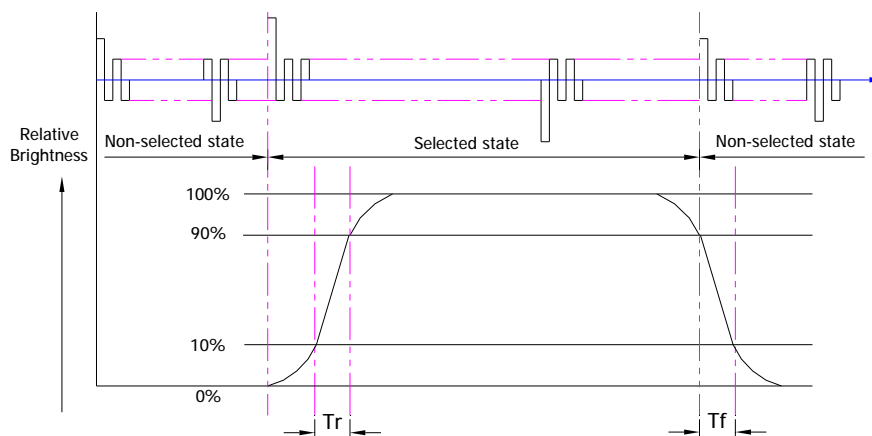 Relative
Brightness
Non-selected state
Selected state
Non-selected state
100%
90%
10%
0%
Tr
Tf